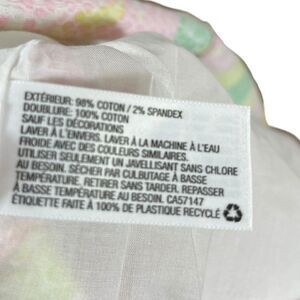 EXTÉRIEUR: 98% COTON / 2% SPANDEX
DOUBLURE: 100% COTON
SAUF LES DÉCORATIONS
LAVER À L'ENVERS. LAVER À LA MACHINE À L'EAU
FROIDE AVEC DES COULEURS SIMILAIRES.
UTILISER SEULEMENT UN JAVELLISANT SANS CHLORE
AU BESOIN. SÉCHER PAR CULBUTAGE À BASSE
TEMPÉRATURE. RETIRER SANS TARDER. REPASSER
À BASSE TEMPÉRATURE AU BESOIN. CA57147
ÉTIQUETTE FAITE À 100% DE PLASTIQUE RECYCLÉ